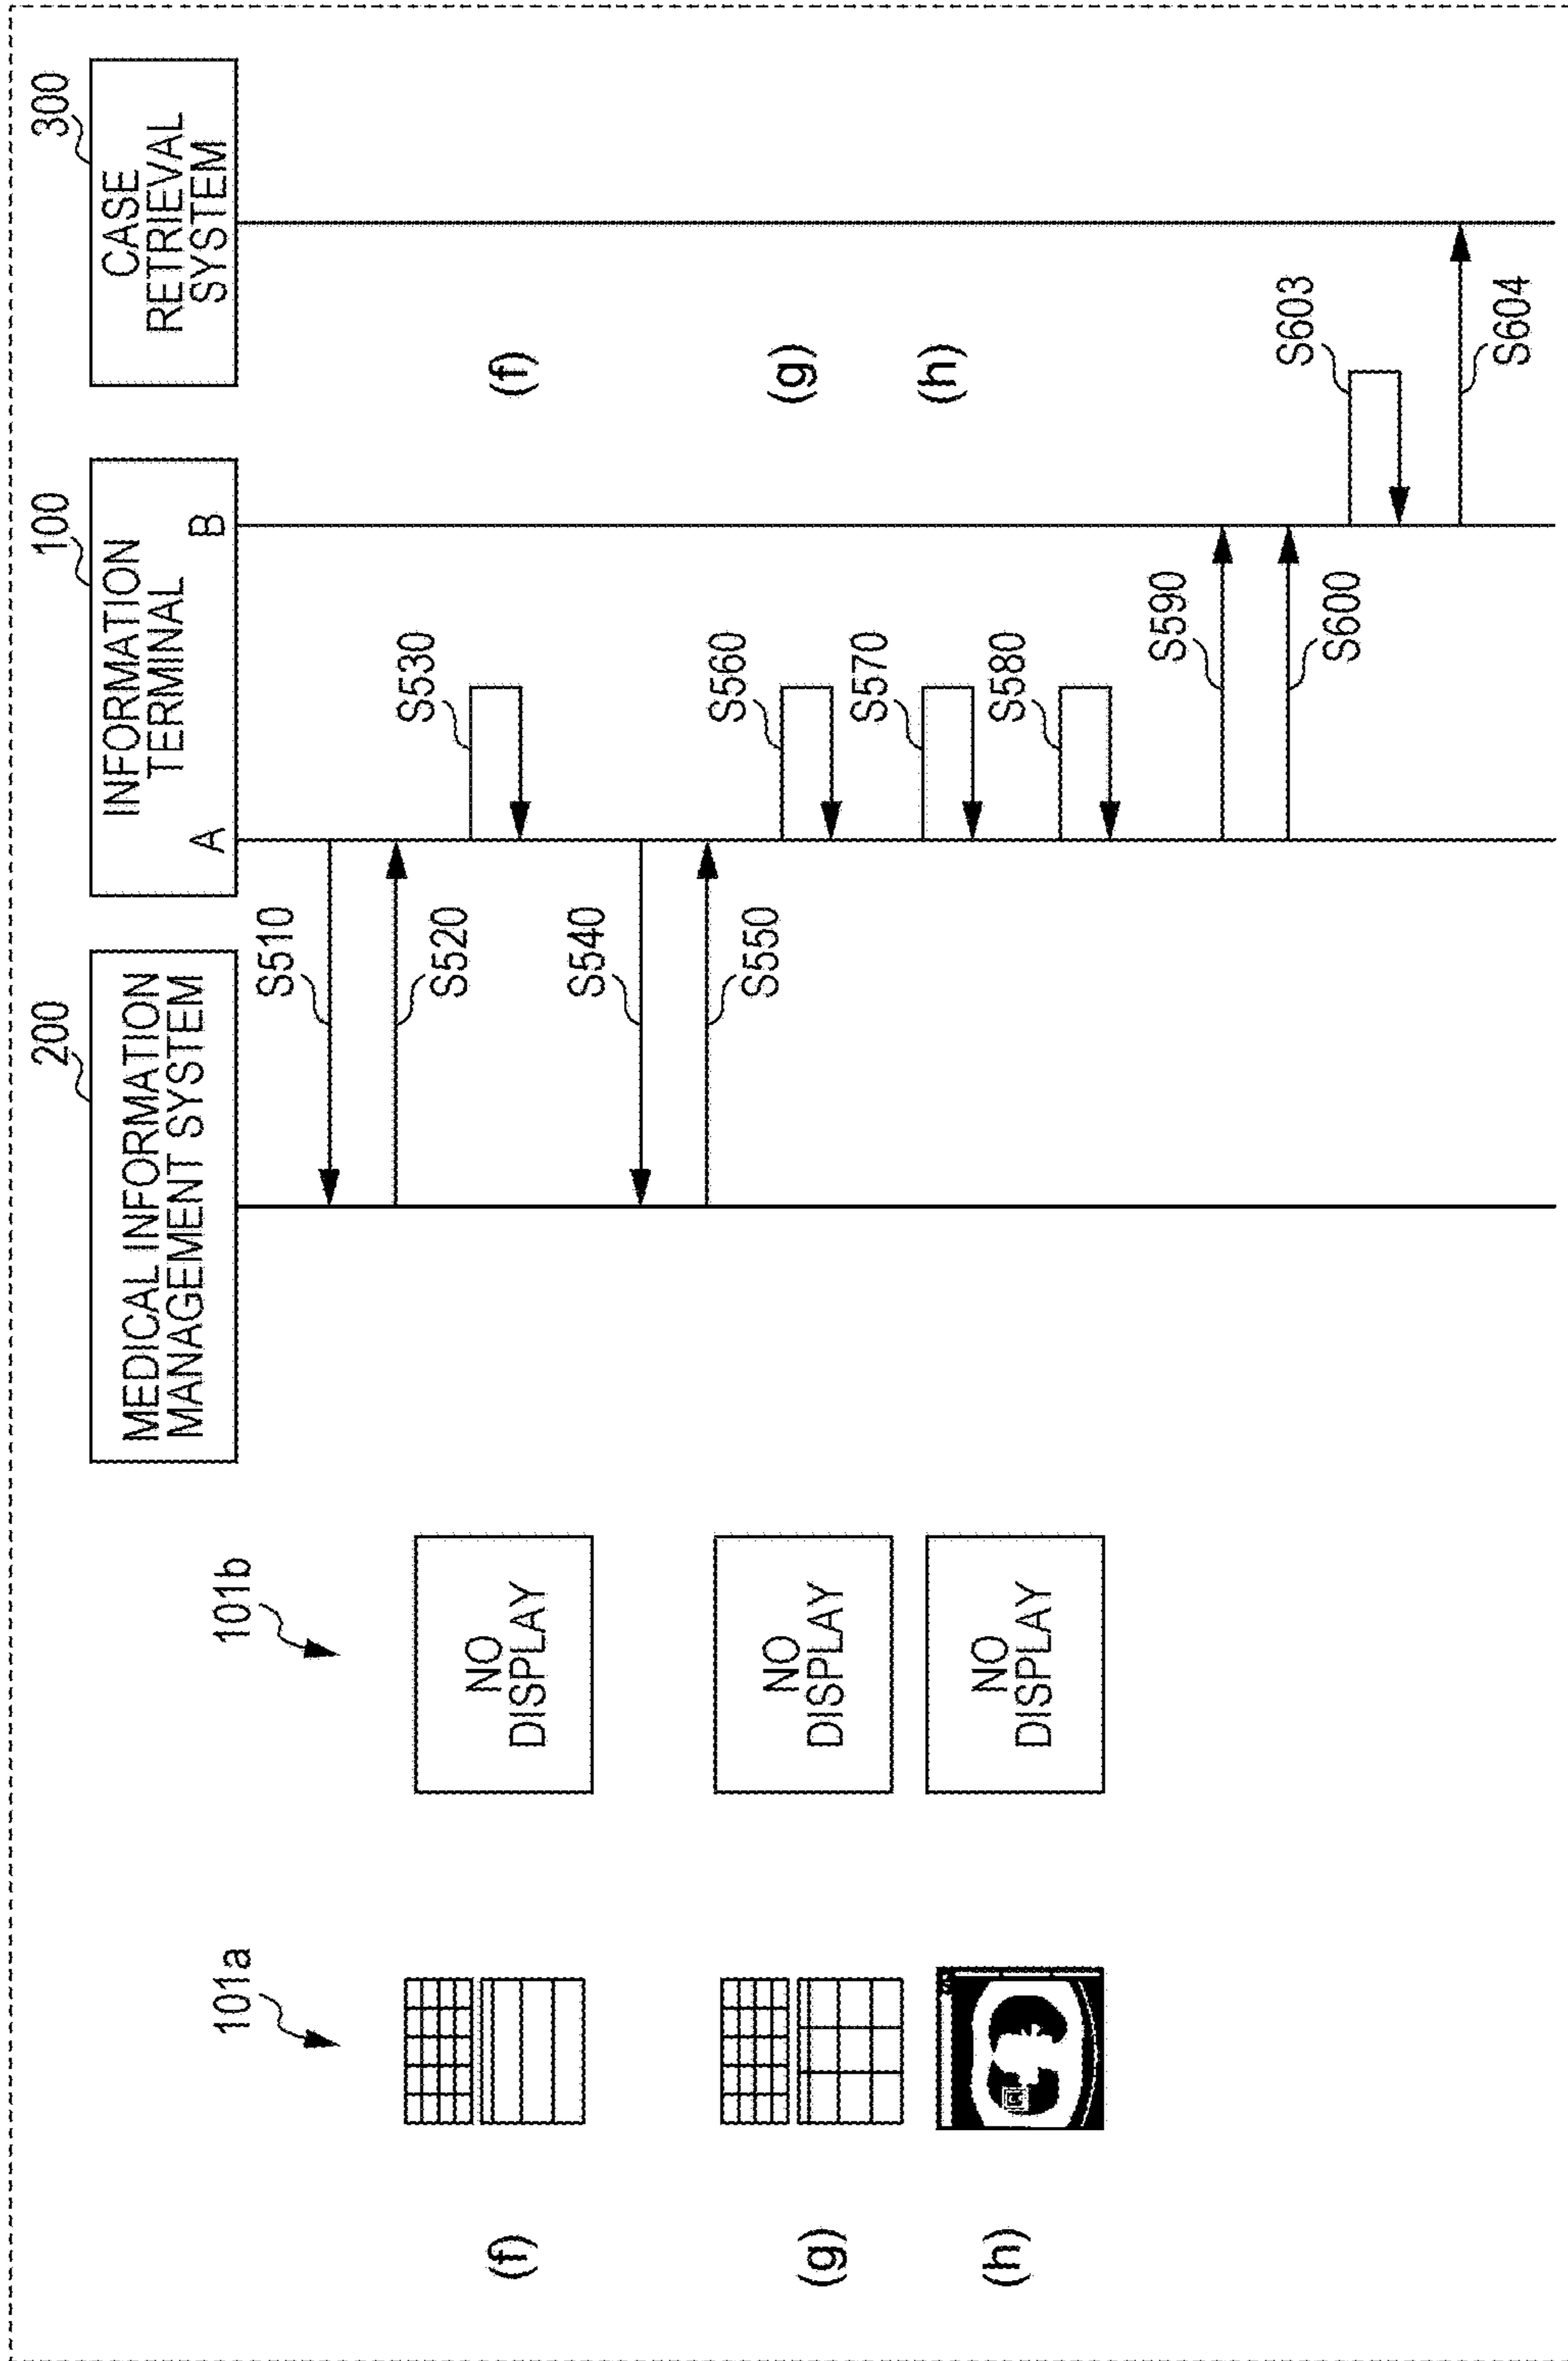 101a
101b
200
MEDICAL INFORMATION
MANAGEMENT SYSTEM
100
INFORMATION
TERMINAL
A
B
300
CASE
RETRIEVAL
SYSTEM
S510
S520
(f)
NO
DISPLAY
S530
(f)
S540
S550
(g)
NO
DISPLAY
S560
(g)
(h)
NO
DISPLAY
S570
(h)
S580
S590
S600
S603
S604